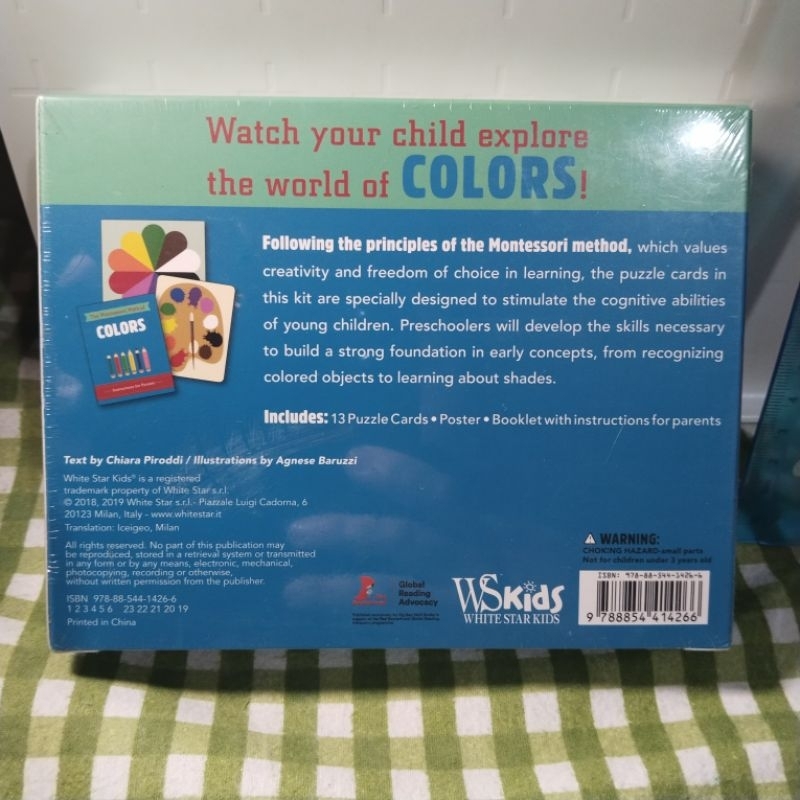 Watch your child explore
the world of COLORS!
Following the principles of the Montessori method, which values
creativity and freedom of choice in learning, the puzzle cards in
this kit are specially designed to stimulate the cognitive abilities
of young children. Preschoolers will develop the skills necessary
to build a strong foundation in early concepts, from recognizing
colored objects to learning about shades.
Includes: 13 Puzzle Cards • Poster • Booklet with instructions for parents
COLORS
Text by Chiara Piroddi / Illustrations by Agnese Baruzzi
White Star Kids® is a registered
trademark property of White Star s.r.l.
© 2018, 2019 White Star s.r.l.- Piazzale Luigi Cadorna, 6
20123 Milan, Italy - www.whitestar.it
Translation: Iceigeo, Milan
All rights reserved. No part of this publication may
be reproduced, stored in a retrieval system or transmitted
in any form or by any means, electronic, mechanical,
photocopying, recording or otherwise,
without written permission from the publisher.
ISBN 978-88-544-1426-6
1 2 3 4 5 6 23 22 21 20 19
Printed in China
Global
Reading
Advocacy
WSKids
WHITE STAR KIDS
WARNING:
CHOKING HAZARD-small parts
Not for children under 3 years old
ISBN: 978-88-544-1426-6
9 788854 414266